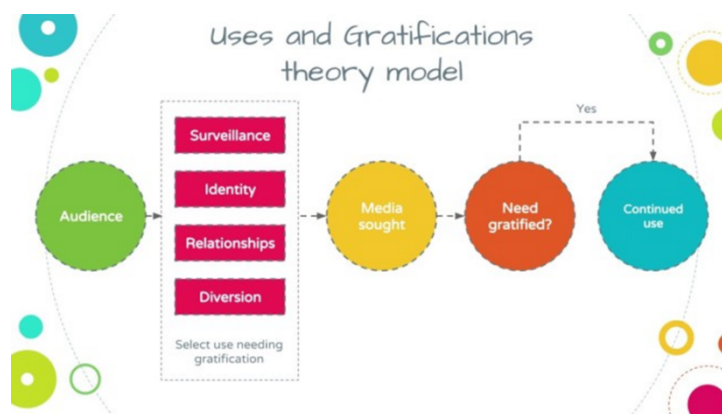 Uses and Gratifications
theory model
Audience
Surveillance
Identity
Relationships
Diversion
Select use needing
gratification
Media
sought
Need
gratified?
Yes
Continued
use